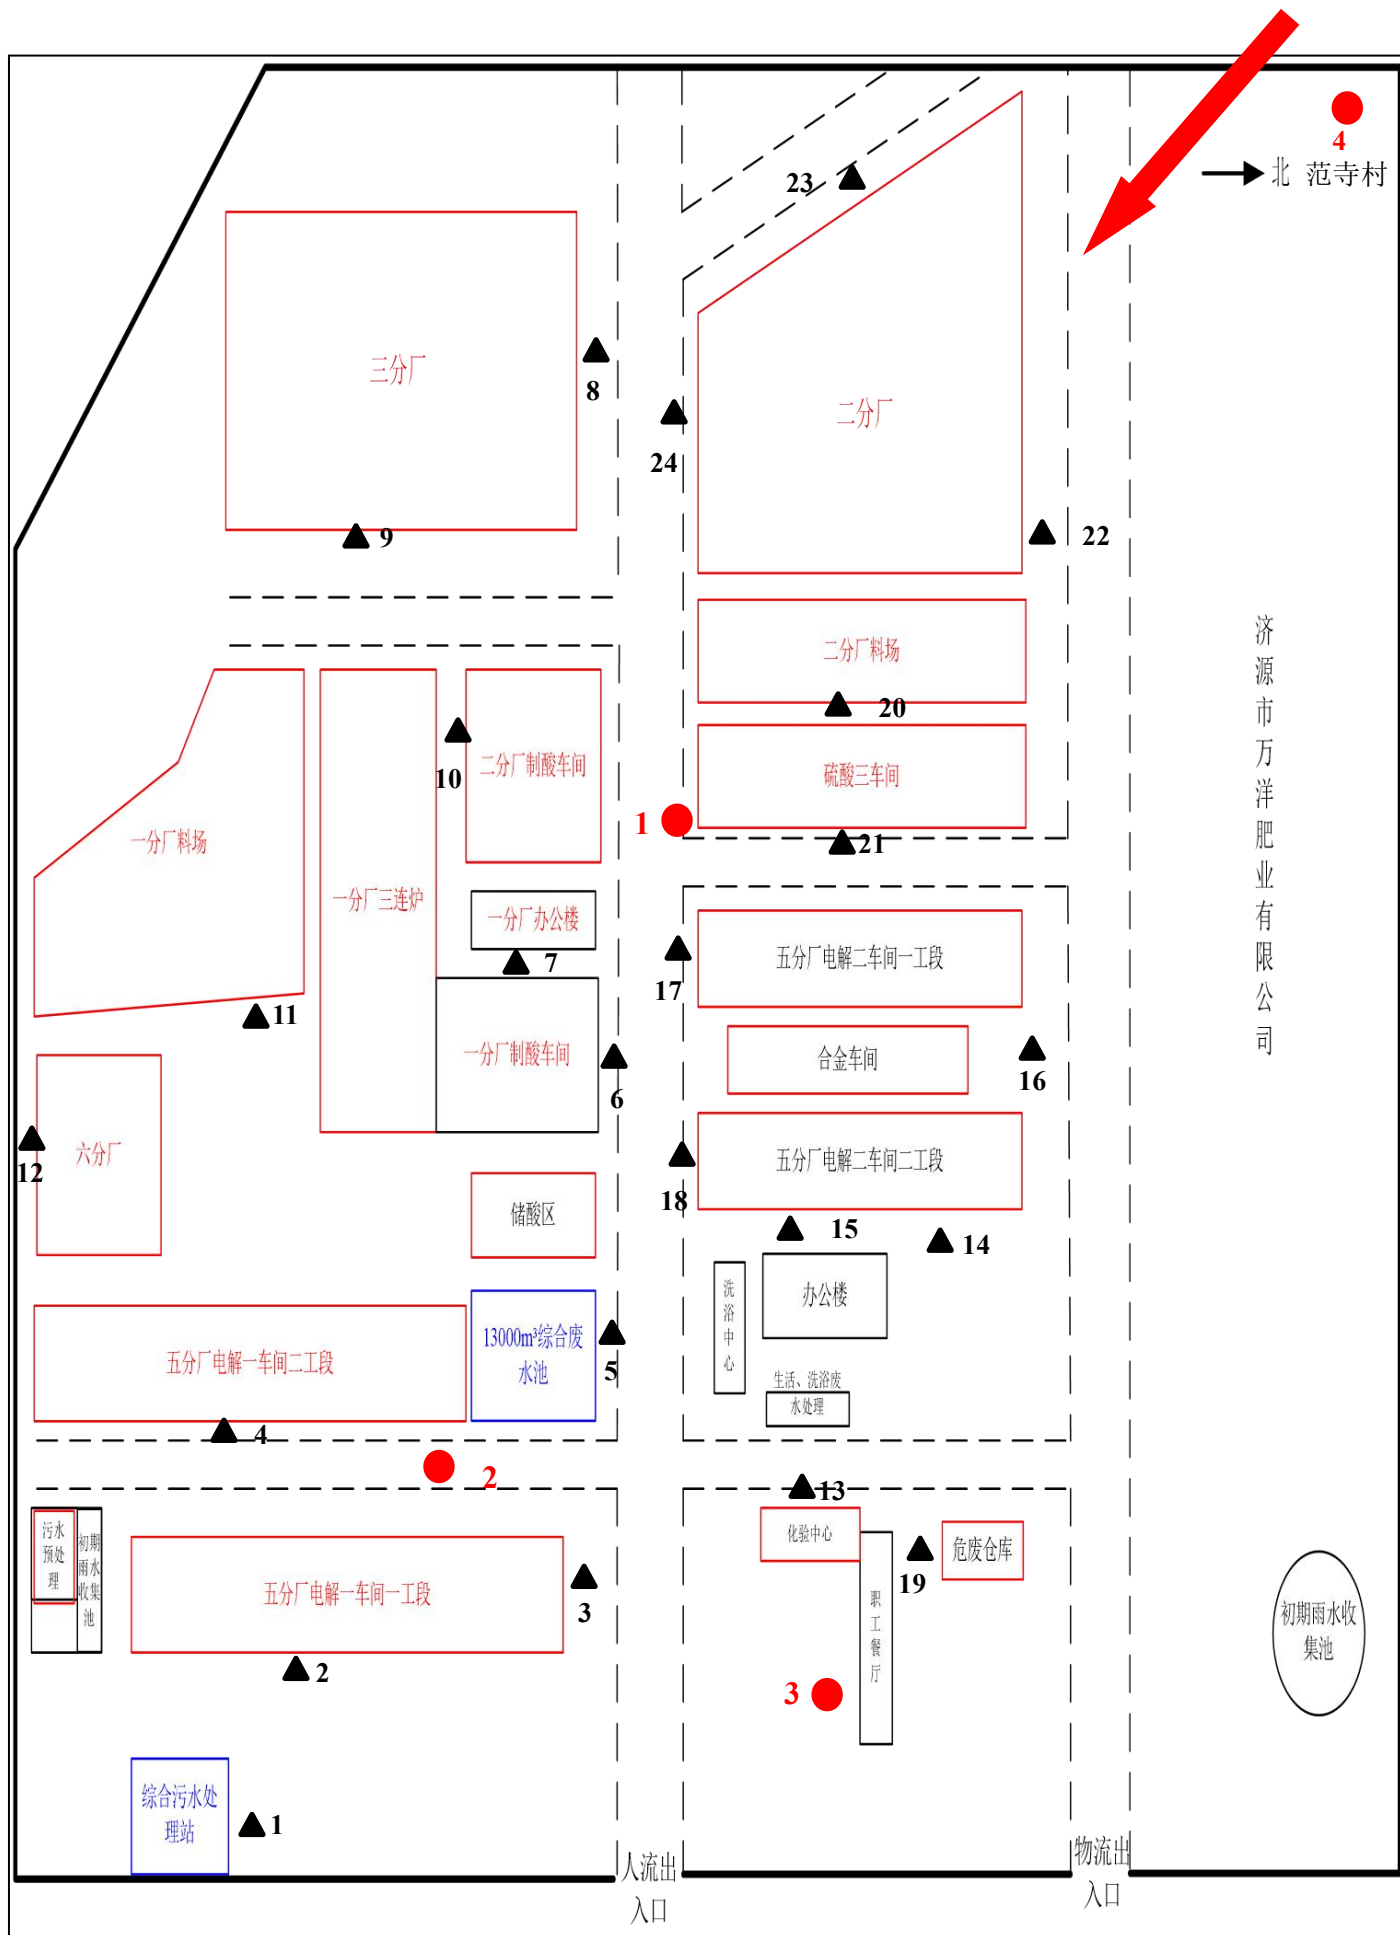 4
北 范寺村
23
三分厂
8
二分厂
24
9
22
二分厂料场
20
10
二分厂制酸车间
硫酸三车间
1
21
一分厂料场
一分厂三连炉
一分厂办公楼
7
五分厂电解二车间一工段
17
11
一分厂制酸车间
6
合金车间
16
12
六分厂
五分厂电解二车间二工段
18
储酸区
15
14
13000m³综合废
水池
5
洗
浴
中
心
办公楼
五分厂电解一车间二工段
生活、洗浴废
水处理
4
2
13
污水
预处
理
初期
雨水
收集
池
五分厂电解一车间一工段
3
化验中心
19
危废仓库
职
工
餐
厅
2
3
初期雨水收
集池
综合污水处
理站
1
人流出
入口
物流出
入口
济
源
市
万
洋
肥
业
有
限
公
司